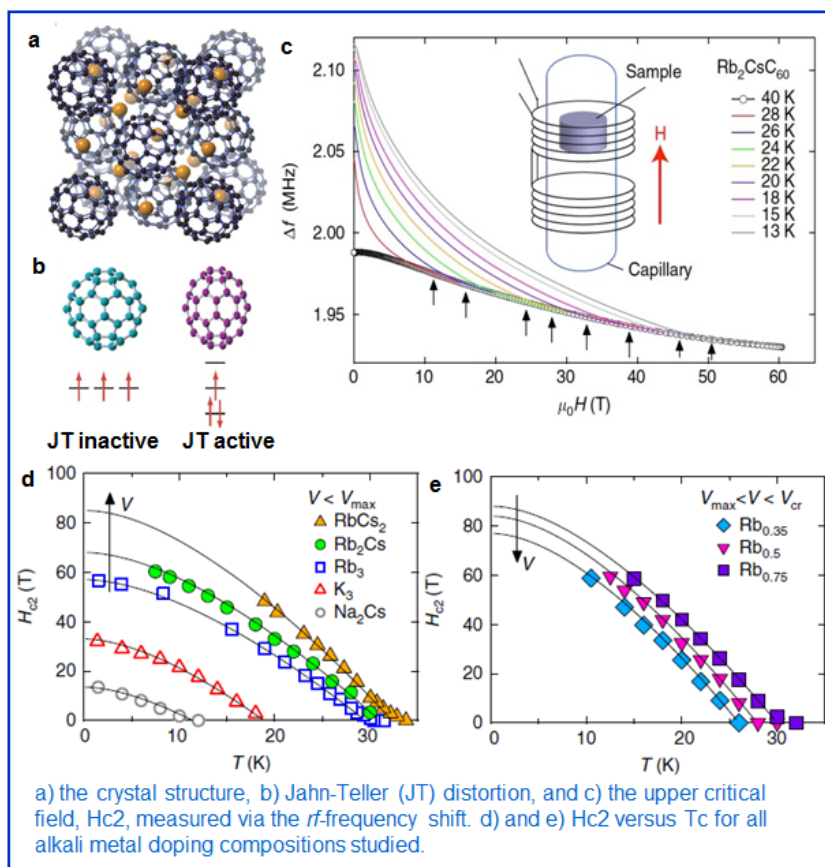 a
b
JT inactive
JT active
c
Δf (MHz)
2.10
2.05
2.00
1.95
0 10 20 30 40 50 60
μ0H (T)
Sample
H
Capillary
Rb2CsC60
40 K
28 K
26 K
24 K
22 K
20 K
18 K
15 K
13 K
d
Hc2 (T)
100
80
60
40
20
0
0 10 20 30
T (K)
V
V < Vmax
RbCs2
Rb2Cs
Rb3
K3
Na2Cs
e
Hc2 (T)
100
80
60
40
20
0
0 10 20 30
T (K)
V
Vmax<V < Vcr
Rb0.35
Rb0.5
Rb0.75
a) the crystal structure, b) Jahn-Teller (JT) distortion, and c) the upper critical
field, Hc2, measured via the rf-frequency shift. d) and e) Hc2 versus Tc for all
alkali metal doping compositions studied.